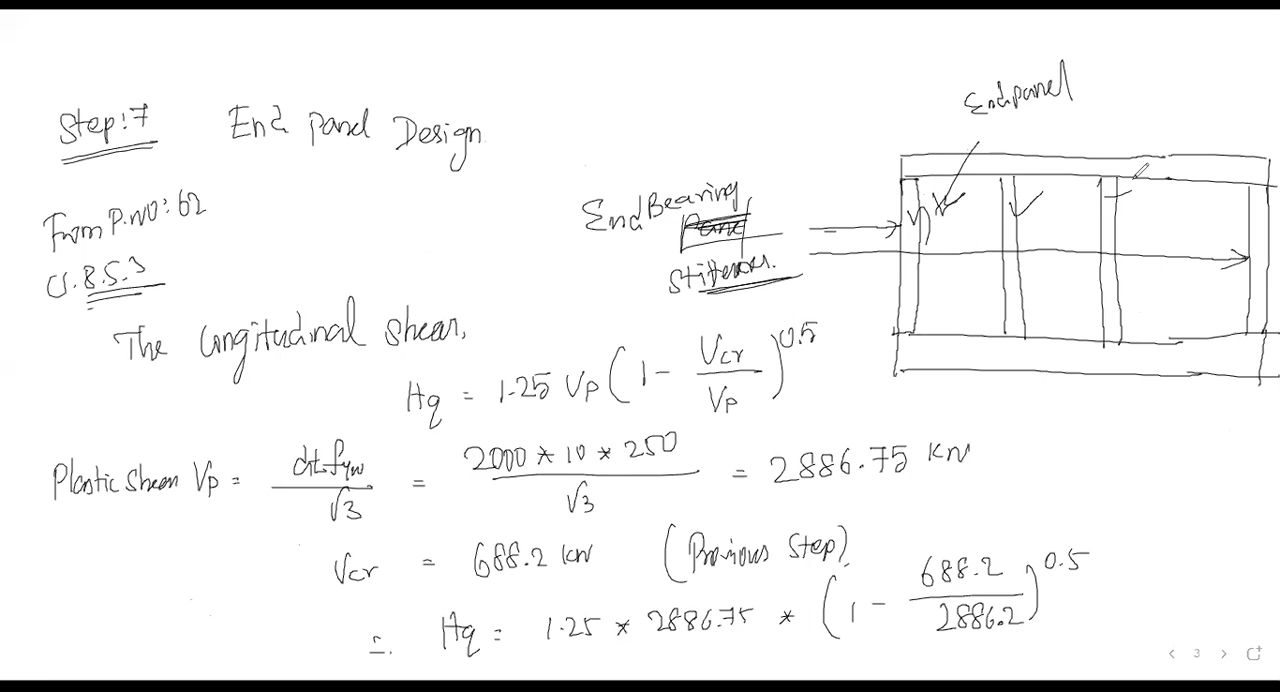 Step:7 End Panel Design
End panel
From P.NO:62
Cl.8.5.3
End Bearing
Stiffeners.
The longitudinal shear,
Hq = 1.25 Vp (1 - Vcr/Vp)^0.5
Plastic Shear Vp = dt.fyw/√3 = 2000 * 10 * 250/√3 = 2886.75 KN
Vcr = 688.2 KN (Previous Step).
∴ Hq = 1.25 * 2886.75 * (1 - 688.2/2886.2)^0.5
< 3 >